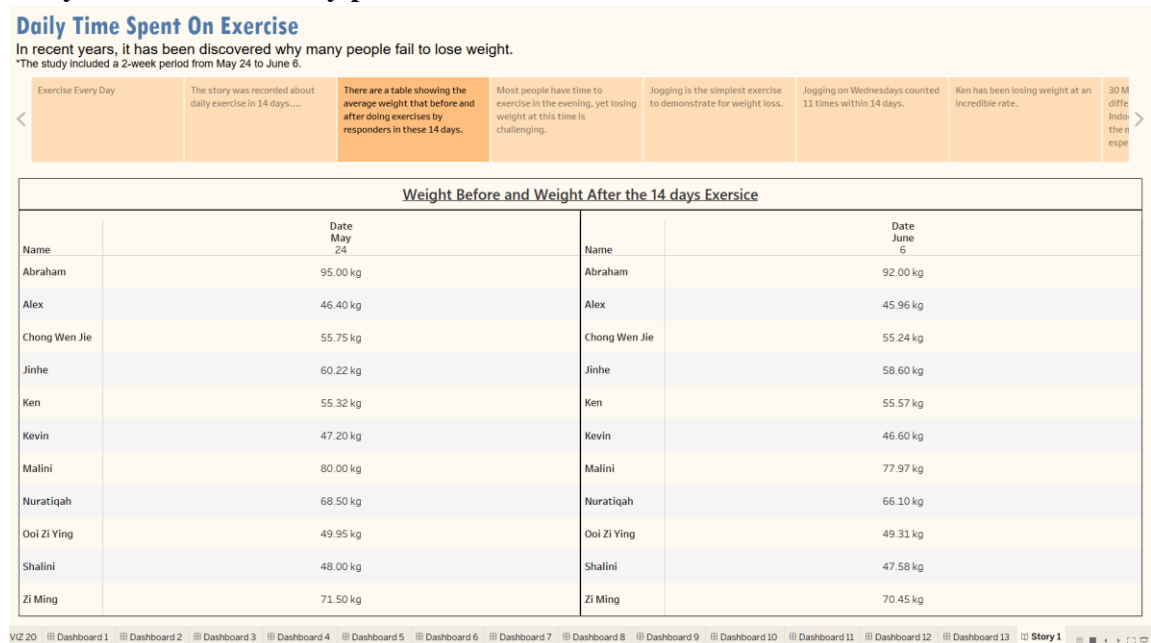 Daily Time Spent On Exercise
In recent years, it has been discovered why many people fail to lose weight.
*The study included a 2-week period from May 24 to June 6.
Exercise Every Day
The story was recorded about
daily exercise in 14 days.....
There are a table showing the
average weight that before and
after doing exercises by
responders in these 14 days.
Most people have time to
exercise in the evening, yet losing
weight at this time is
challenging.
Jogging is the simplest exercise
to demonstrate for weight loss.
Jogging on Wednesdays counted
11 times within 14 days.
Ken has been losing weight at an
incredible rate.
30 M
diffe
Indo
the n
espe
Weight Before and Weight After the 14 days Exersice
Date
May
Name 24
Abraham 95.00 kg
Alex 46.40 kg
Chong Wen Jie 55.75 kg
Jinhe 60.22 kg
Ken 55.32 kg
Kevin 47.20 kg
Malini 80.00 kg
Nuratiqah 68.50 kg
Ooi Zi Ying 49.95 kg
Shalini 48.00 kg
Zi Ming 71.50 kg
Date
June
Name 6
Abraham 92.00 kg
Alex 45.96 kg
Chong Wen Jie 55.24 kg
Jinhe 58.60 kg
Ken 55.57 kg
Kevin 46.60 kg
Malini 77.97 kg
Nuratiqah 66.10 kg
Ooi Zi Ying 49.31 kg
Shalini 47.58 kg
Zi Ming 70.45 kg
VIZ 20 Dashboard 1 Dashboard 2 Dashboard 3 Dashboard 4 Dashboard 5 Dashboard 6 Dashboard 7 Dashboard 8 Dashboard 9 Dashboard 10 Dashboard 11 Dashboard 12 Dashboard 13 Story 1